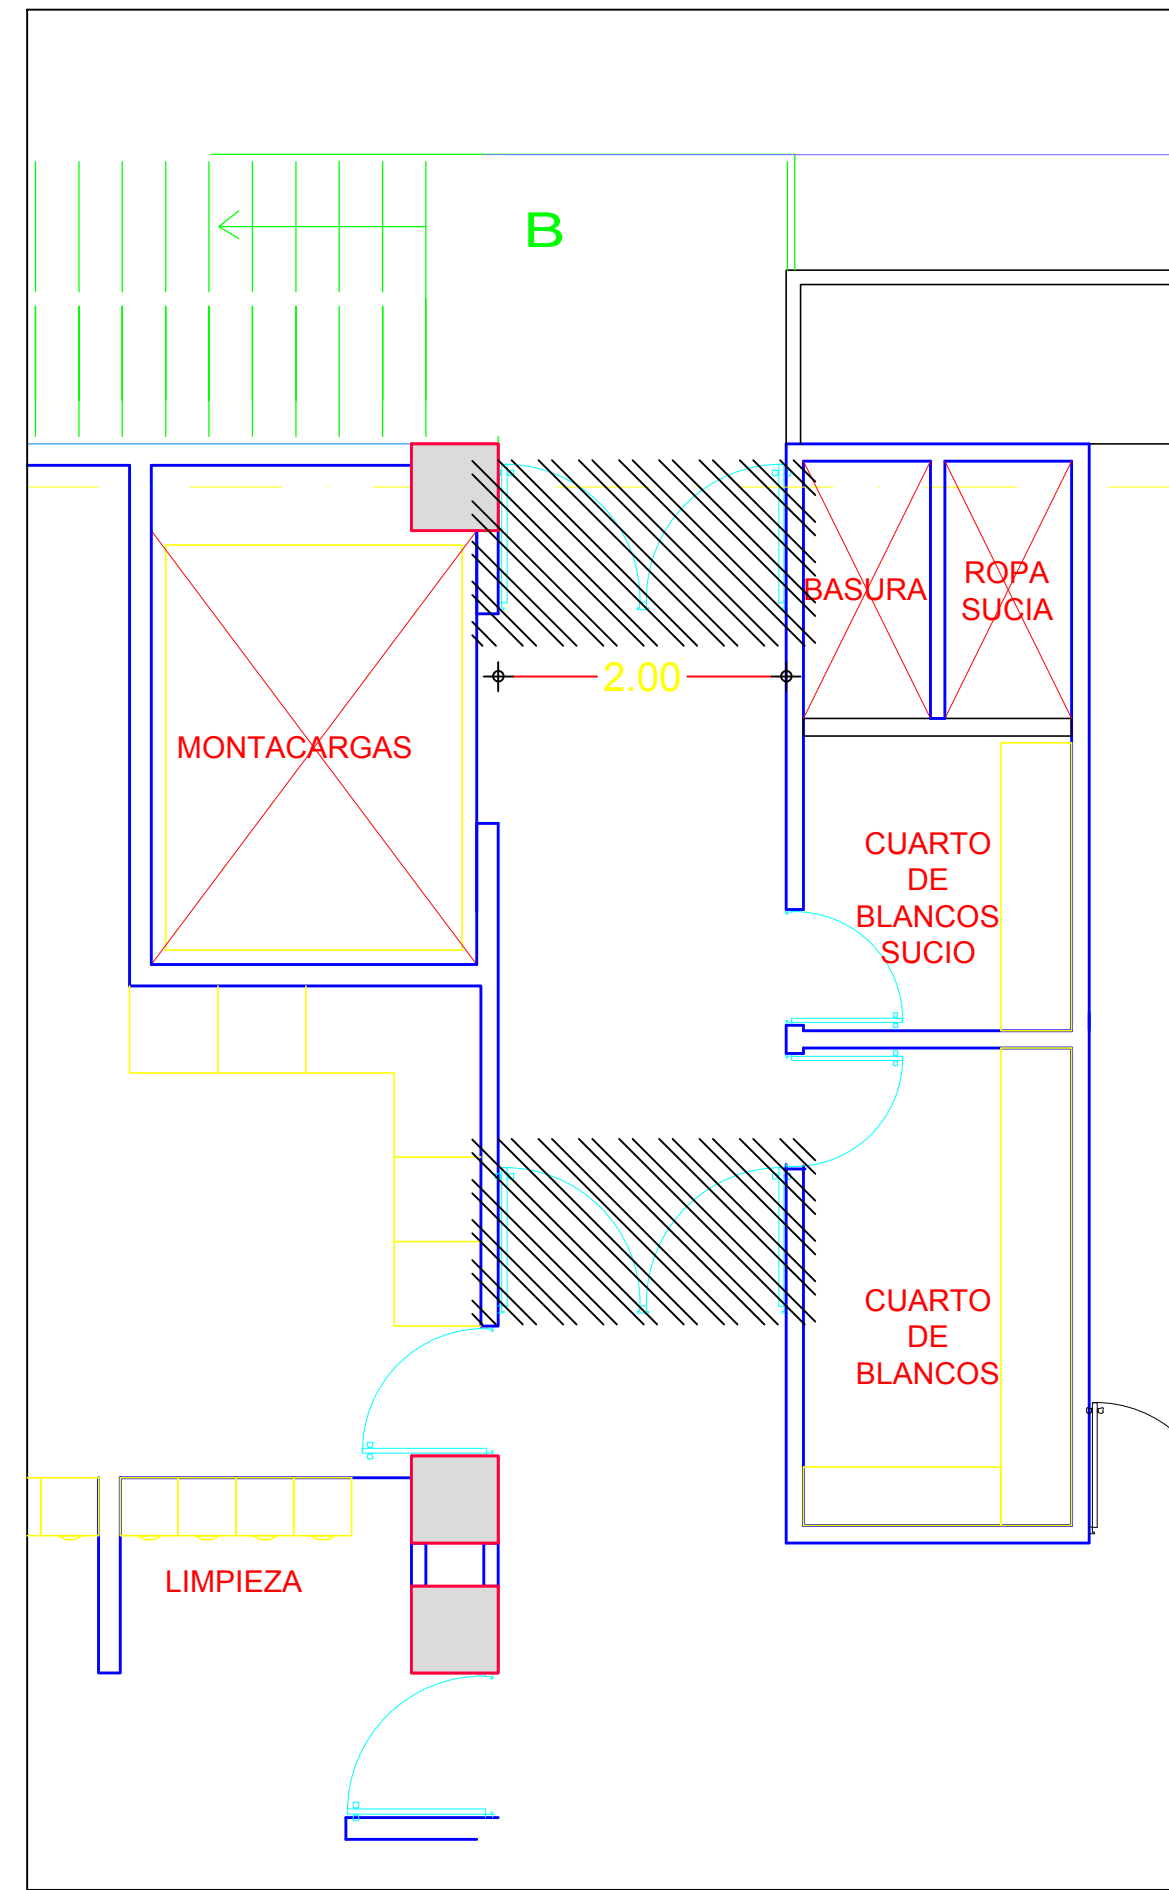 B
BASURA
ROPA
SUCIA
2.00
MONTACARGAS
CUARTO
DE
BLANCOS
SUCIO
CUARTO
DE
BLANCOS
LIMPIEZA